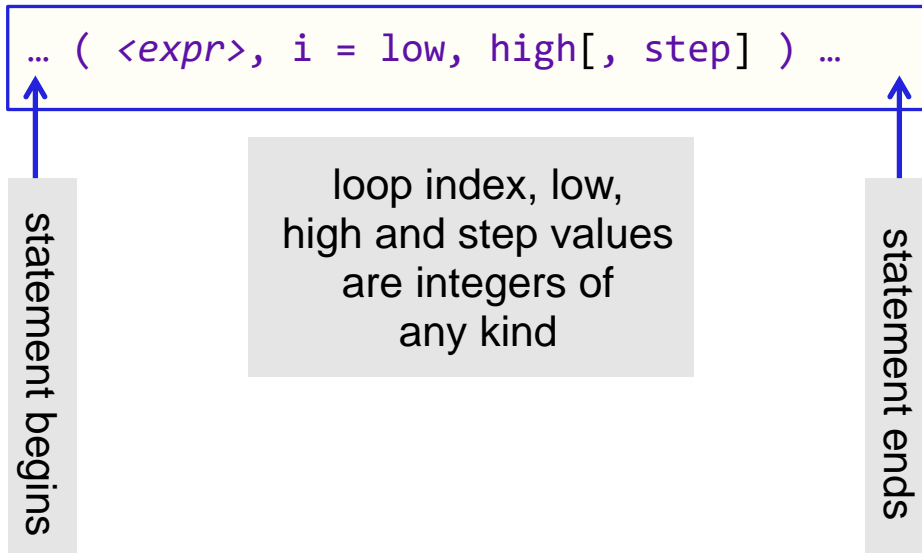 … ( <expr>, i = low, high[, step] ) …
loop index, low,
high and step values
are integers of
any kind
statement begins
statement ends